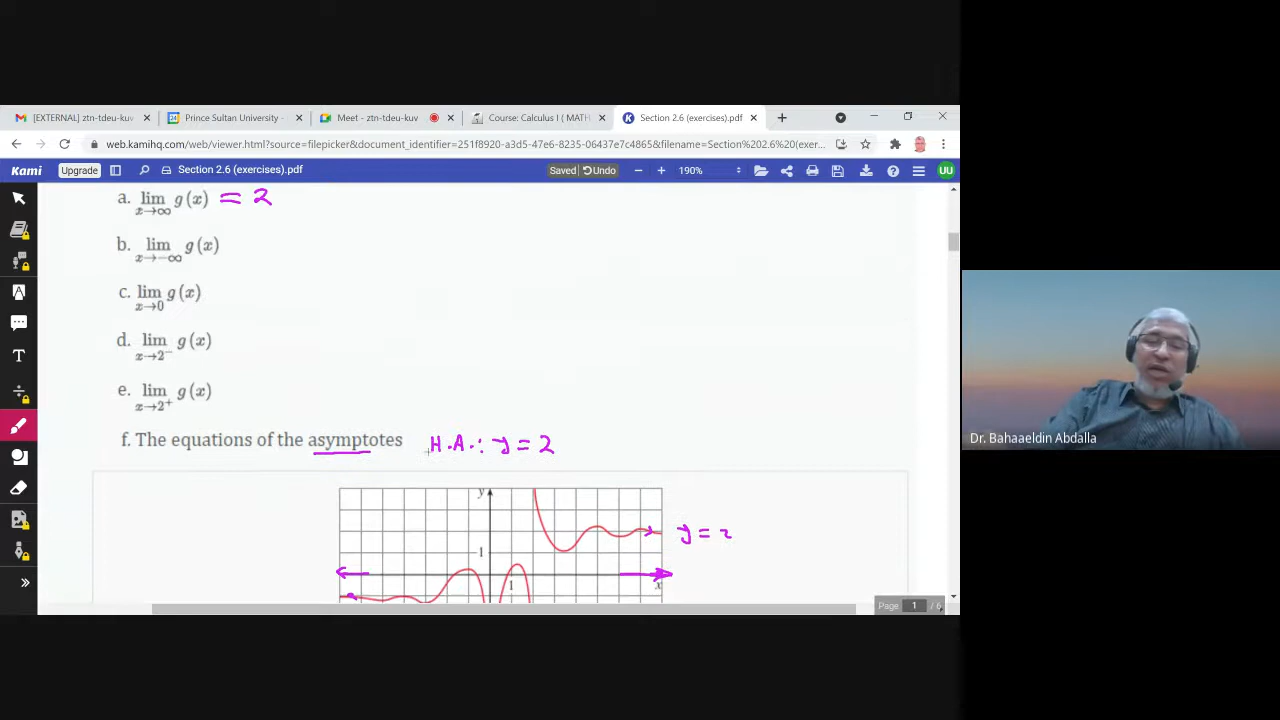 [EXTERNAL] ztn-tdeu-kuv
Prince Sultan University -
Meet - ztn-tdeu-kuv
Course: Calculus I ( MATH
Section 2.6 (exercises).pdf
web.kamihq.com/web/viewer.html?source=filepicker&document_identifier=251f8920-a3d5-47e6-8235-06437e7c4865&filename=Section%202.6%20(exer...
Kami Upgrade Section 2.6 (exercises).pdf Saved Undo 190% UU
a. lim x→∞ g(x) = 2
b. lim x→-∞ g(x)
c. lim x→0 g(x)
d. lim x→2⁻ g(x)
e. lim x→2⁺ g(x)
f. The equations of the asymptotes H.A.: y = 2
y
y = 2
1
1 x
Page 1 / 6
Dr. Bahaaeldin Abdalla